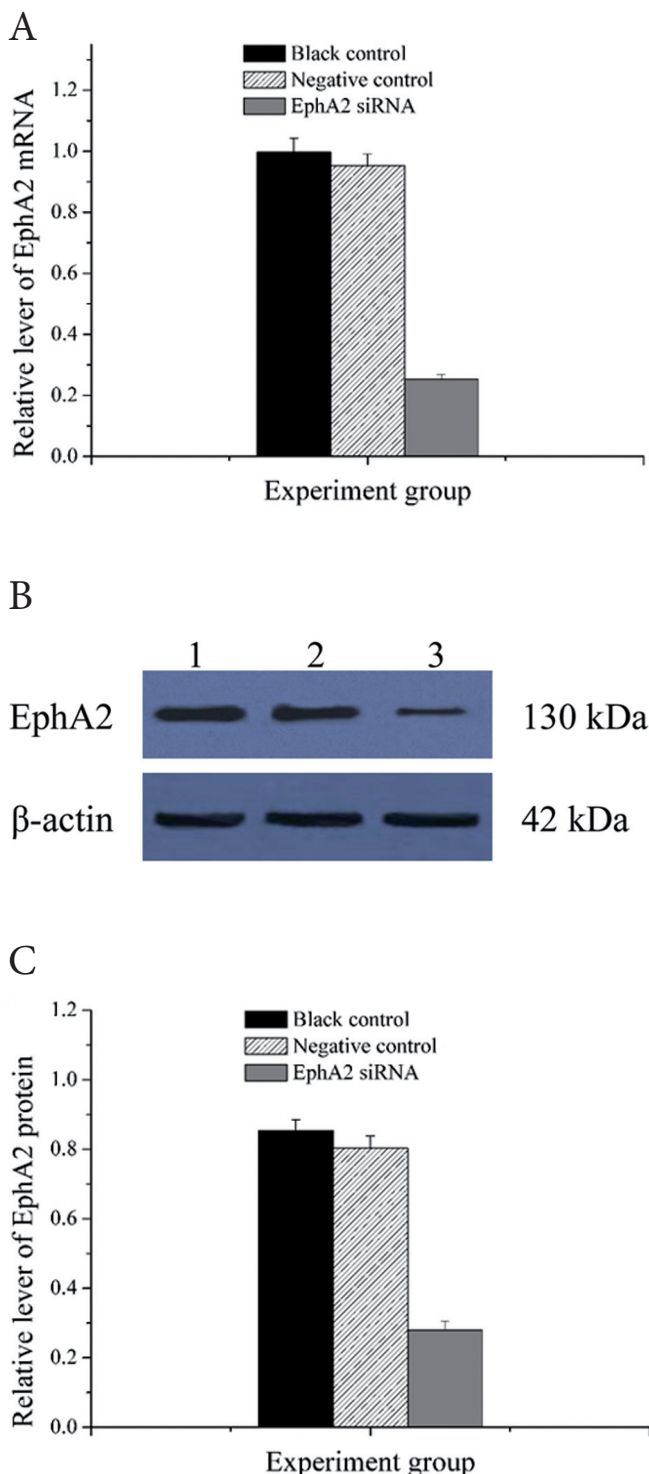 A
Black control
Negative control
EphA2 siRNA
Relative lever of EphA2 mRNA
1.2
1.0
0.8
0.6
0.4
0.2
0.0
Experiment group
B
1 2 3
EphA2 130 kDa
β-actin 42 kDa
C
Black control
Negative control
EphA2 siRNA
Relative lever of EphA2 protein
1.2
1.0
0.8
0.6
0.4
0.2
0.0
Experiment group